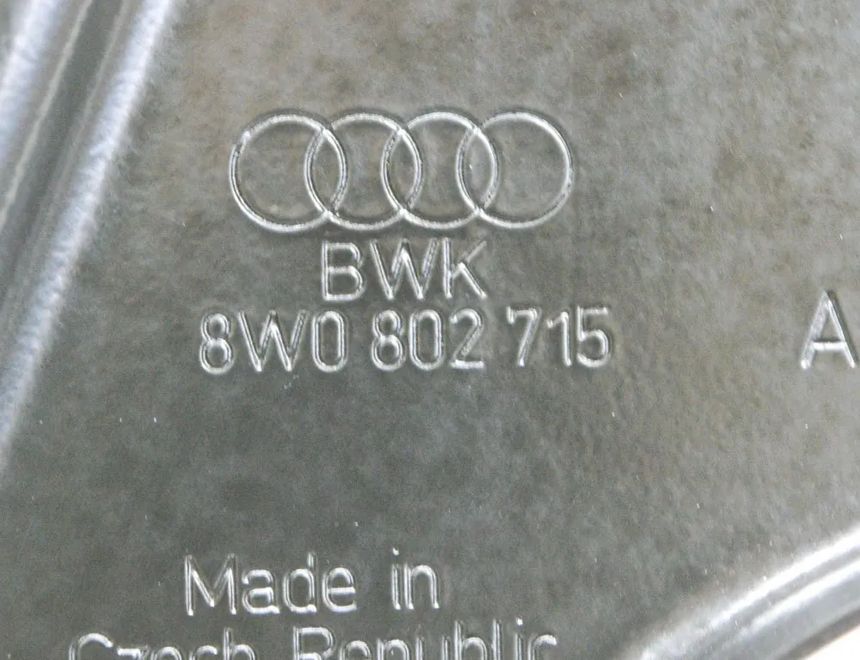 BWK
8W0 802 715
A
Made in
Czech Republic